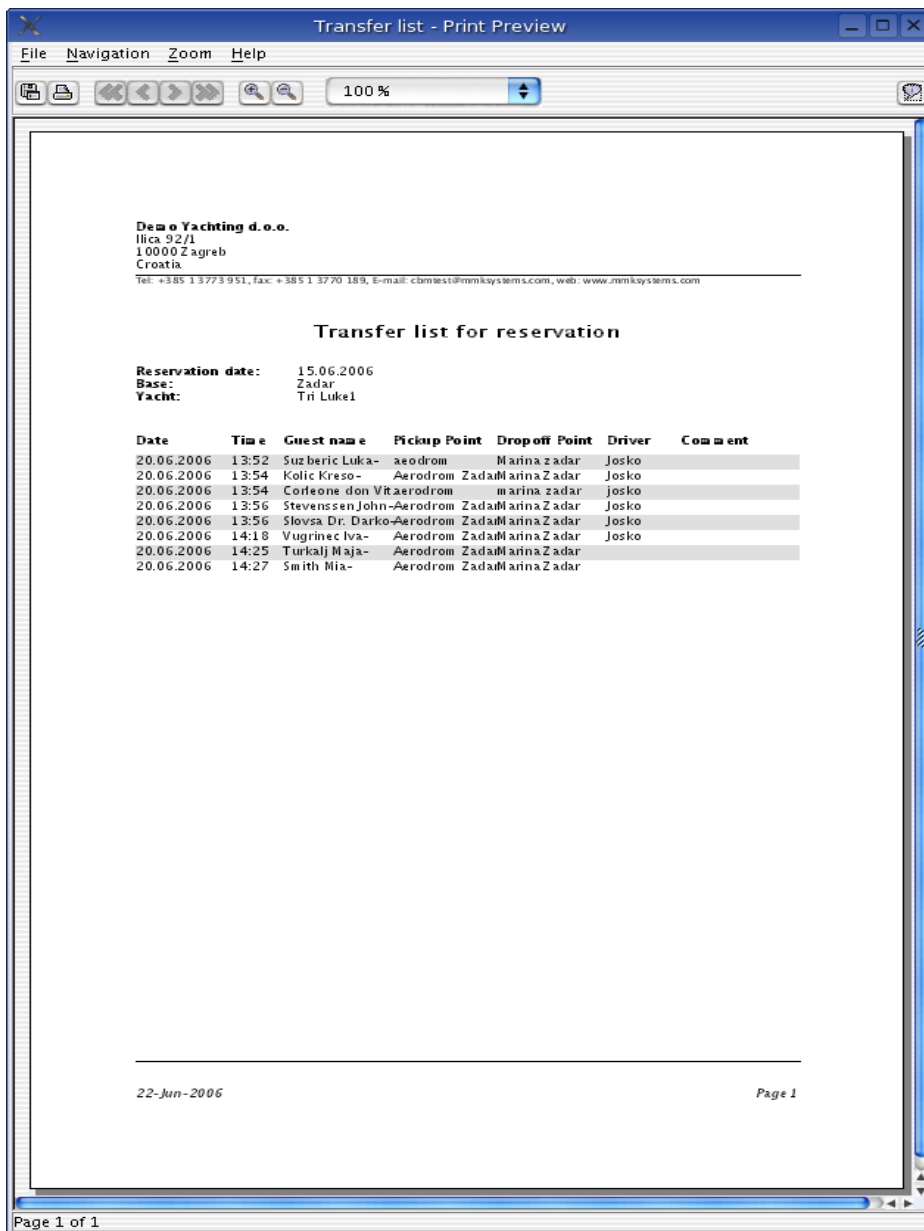 Transfer list - Print Preview
File Navigation Zoom Help
100 %
Demo Yachting d.o.o.
Ilica 92/1
10000 Zagreb
Croatia
Tel: +385 1 3773 951, fax: +385 1 3770 189, E-mail: cbmtest@mmksystems.com, web: www.mmksystems.com
Transfer list for reservation
Reservation date: 15.06.2006
Base: Zadar
Yacht: Tri Luke1
Date Time Guest name Pickup Point Dropoff Point Driver Comment
20.06.2006 13:52 Suzberic Luka- aeodrom Marina zadar Josko
20.06.2006 13:54 Kolic Kreso- Aerodrom Zadar Marina Zadar Josko
20.06.2006 13:54 Corleone don Vit aerodrom marina zadar josko
20.06.2006 13:56 Stevenssen John- Aerodrom Zadar Marina Zadar Josko
20.06.2006 13:56 Slovsa Dr. Darko- Aerodrom Zadar Marina Zadar Josko
20.06.2006 14:18 Vugrinec Iva- Aerodrom Zadar Marina Zadar Josko
20.06.2006 14:25 Turkalj Maja- Aerodrom Zadar Marina Zadar
20.06.2006 14:27 Smith Mia- Aerodrom Zadar Marina Zadar
22-Jun-2006 Page 1
Page 1 of 1